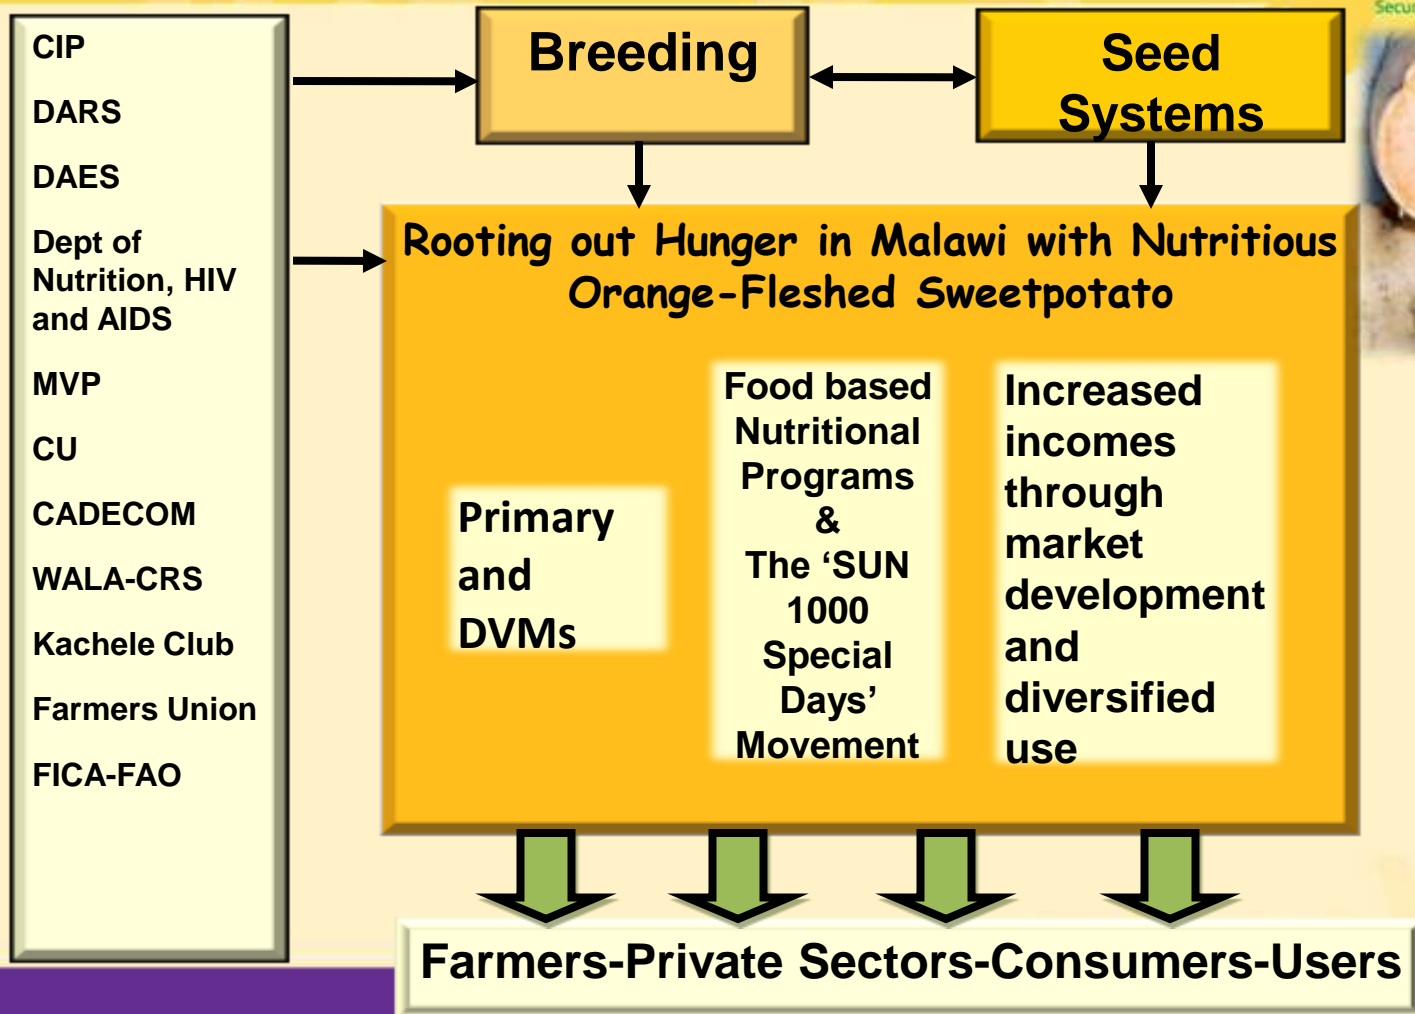 Secur
CIP
DARS
DAES
Dept of
Nutrition, HIV
and AIDS
MVP
CU
CADECOM
WALA-CRS
Kachele Club
Farmers Union
FICA-FAO
Breeding
Seed
Systems
Rooting out Hunger in Malawi with Nutritious
Orange-Fleshed Sweetpotato
Primary
and
DVMs
Food based
Nutritional
Programs
&
The ‘SUN
1000
Special
Days’
Movement
Increased
incomes
through
market
development
and
diversified
use
Farmers-Private Sectors-Consumers-Users